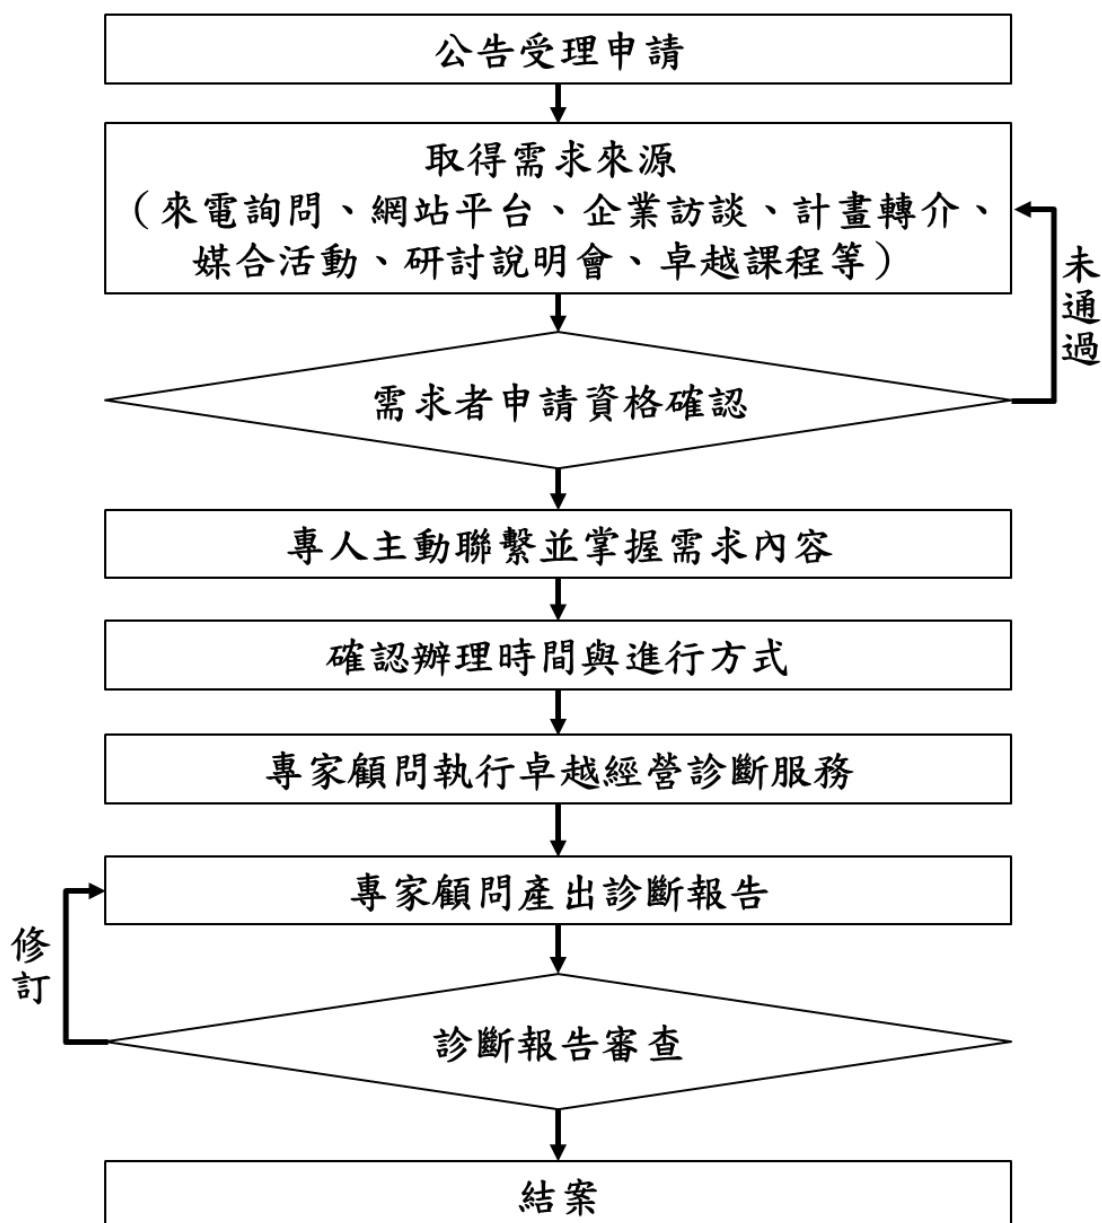 公告受理申請
取得需求來源
（來電詢問、網站平台、企業訪談、計畫轉介、
媒合活動、研討說明會、卓越課程等）
未通過
需求者申請資格確認
專人主動聯繫並掌握需求內容
確認辦理時間與進行方式
專家顧問執行卓越經營診斷服務
專家顧問產出診斷報告
修訂
診斷報告審查
結案